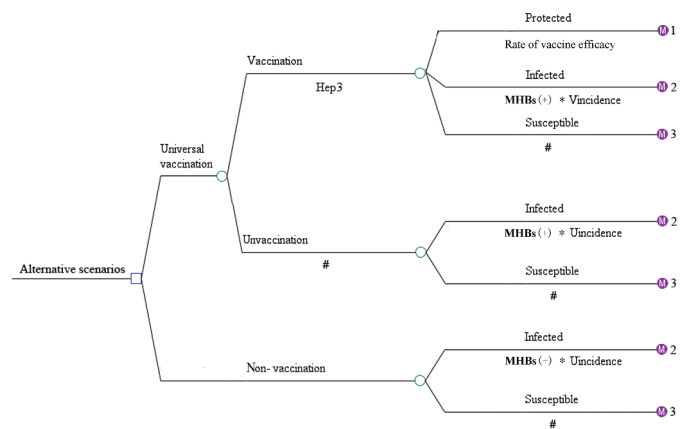 Protected
M 1
Rate of vaccine efficacy
Vaccination
Hep3
Infected
M 2
MHBs (+) * Vincidence
Susceptible
M 3
#
Universal
vaccination
Infected
M 2
MHBs (+) * Uincidence
Unvaccination
#
Susceptible
M 3
#
Alternative scenarios
Infected
M 2
MHBs (+) * Uincidence
Non- vaccination
Susceptible
M 3
#